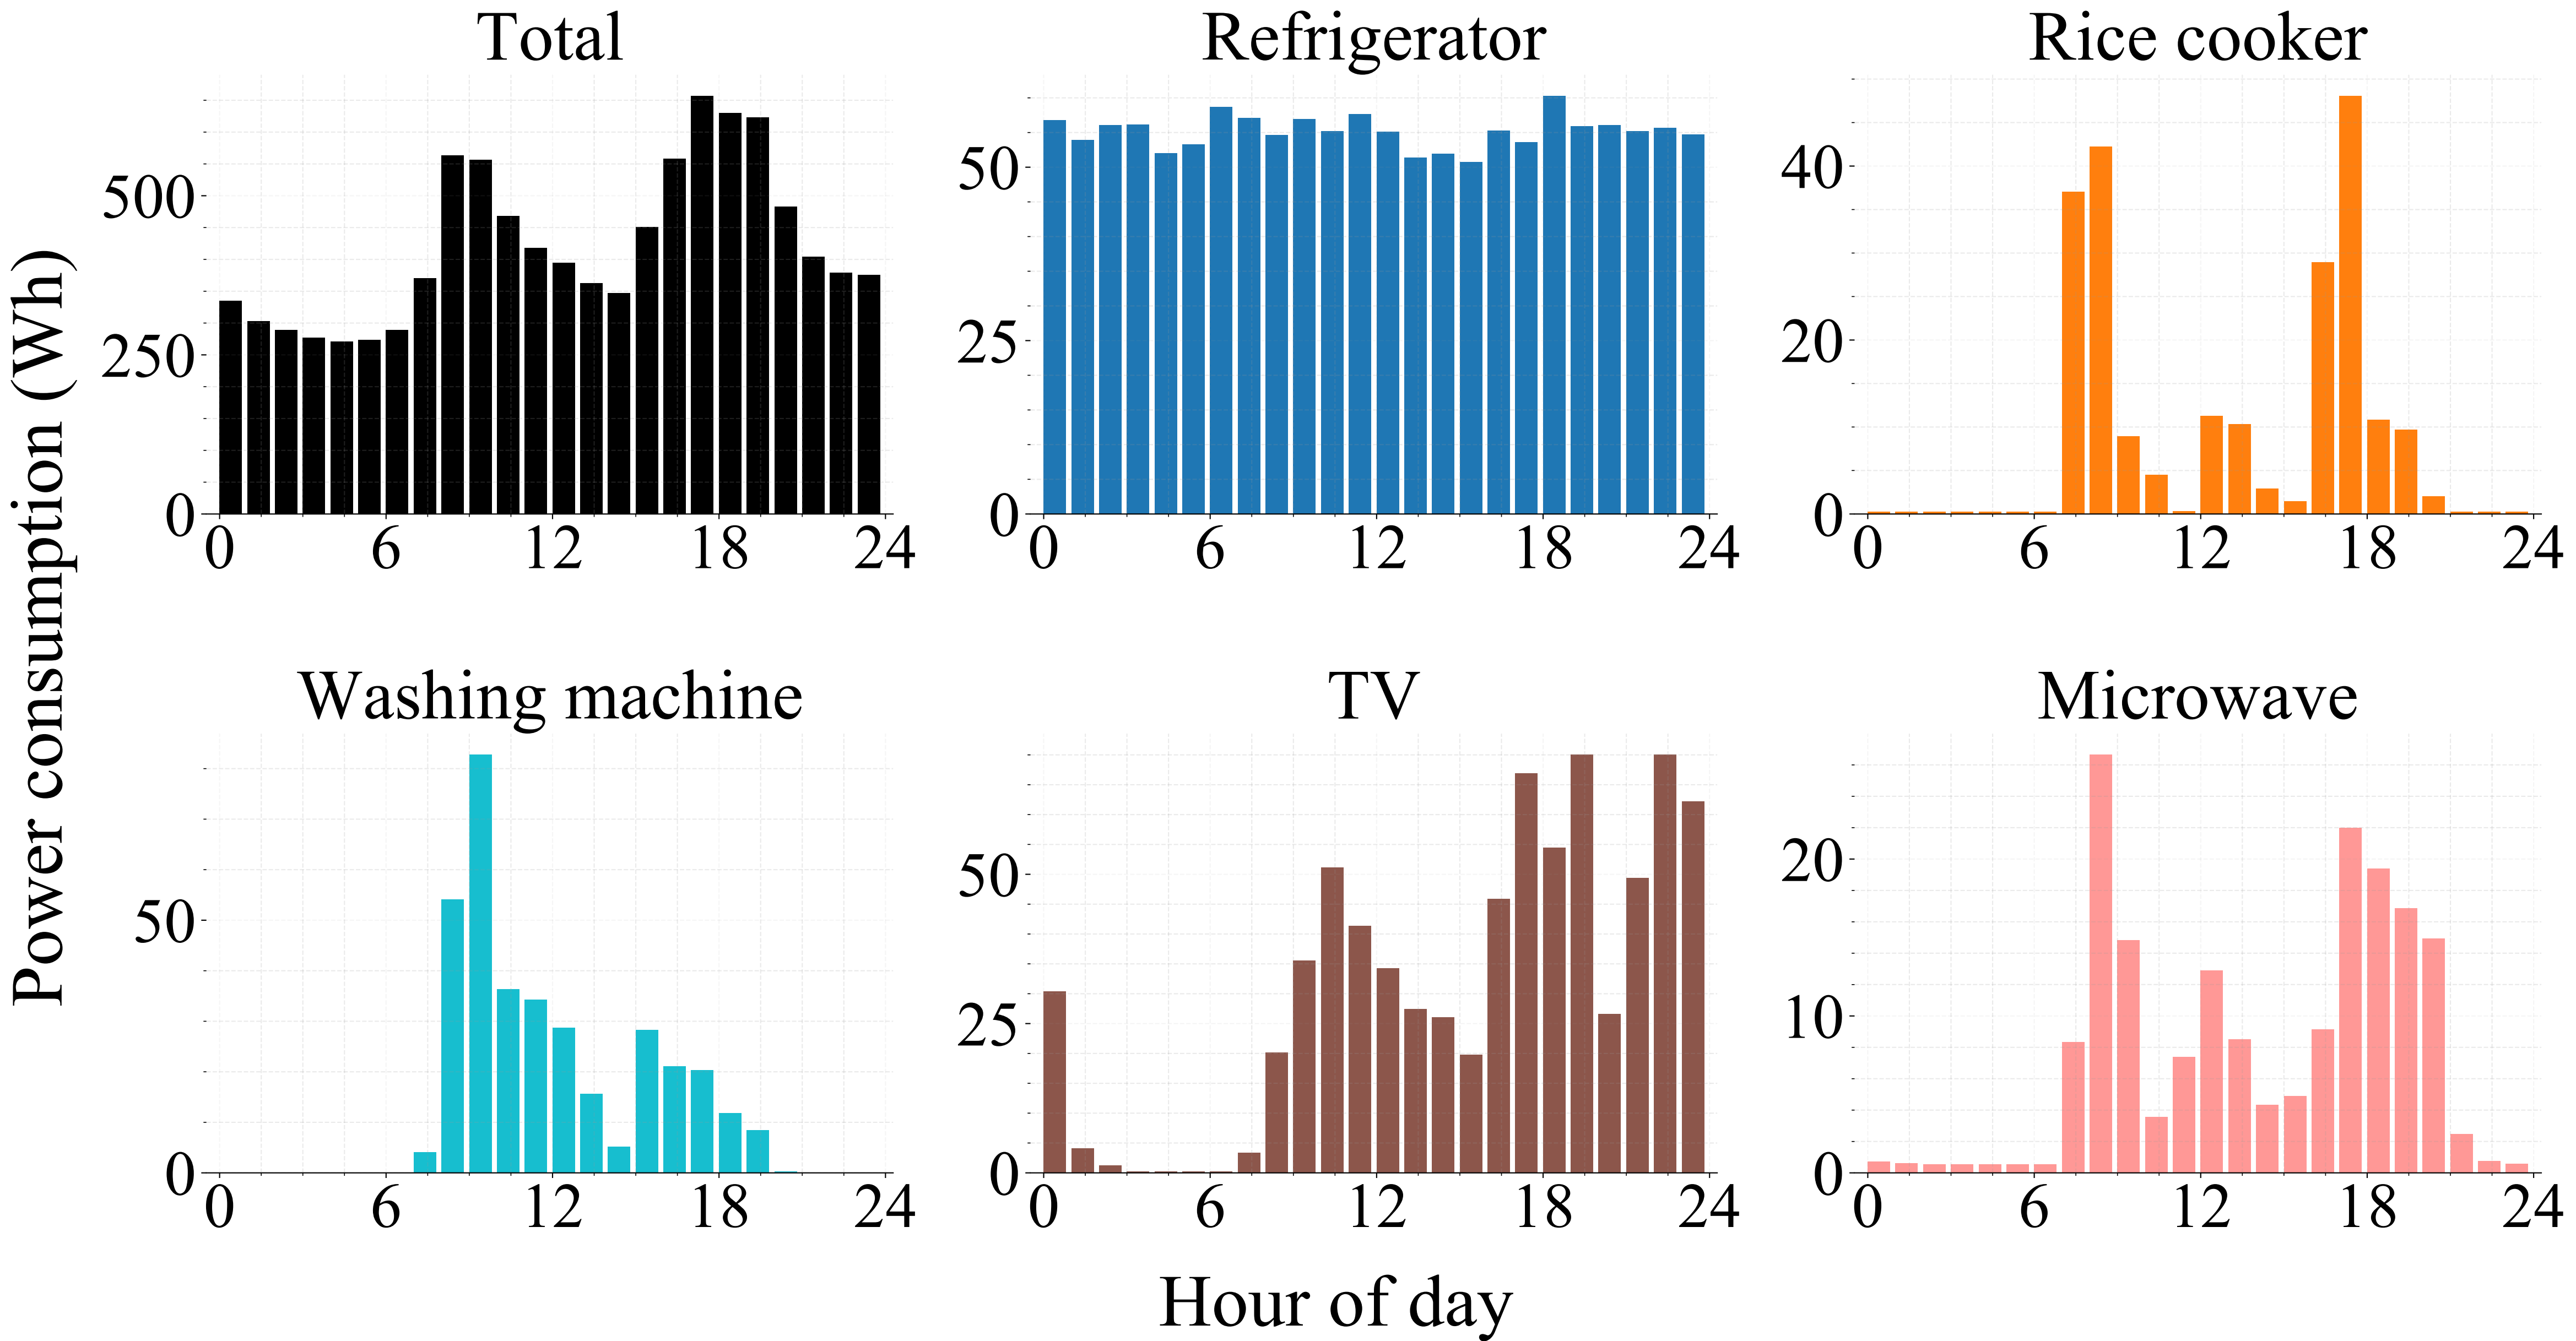 Total
Refrigerator
Rice cooker
Power consumption (Wh)
500
250
0
0 6 12 18 24
50
25
0
0 6 12 18 24
40
20
0
0 6 12 18 24
Washing machine
TV
Microwave
50
0
0 6 12 18 24
50
25
0
0 6 12 18 24
20
10
0
0 6 12 18 24
Hour of day